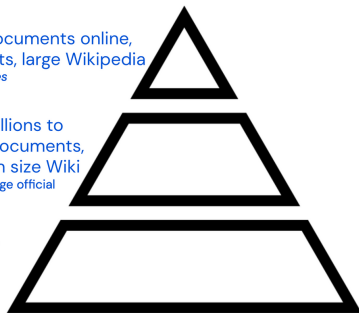 ocuments online,
ts, large Wikipedia
es
llions to
ocuments,
n size Wiki
ge official